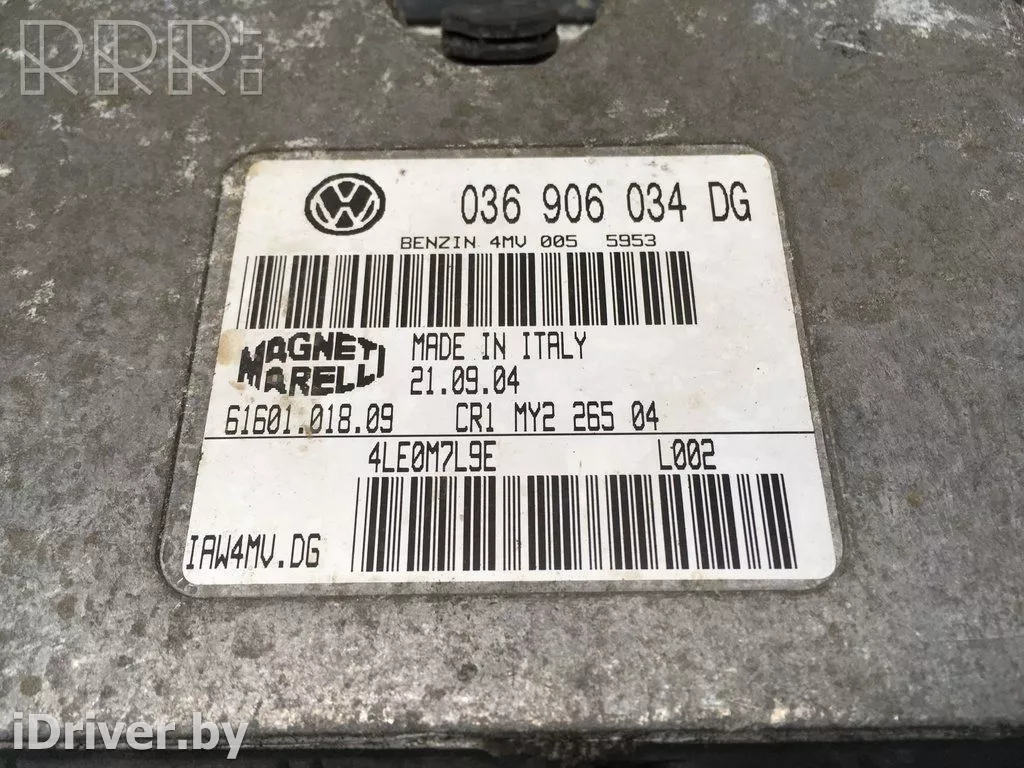 RRR.LT
036 906 034 DG
BENZIN 4MV 005 5953
MAGNETI MARELLI
MADE IN ITALY
21.09.04
61601.018.09 CR1 MY2 265 04
4LE0M7L9E L002
IAW4MV.DG
iDriver.by